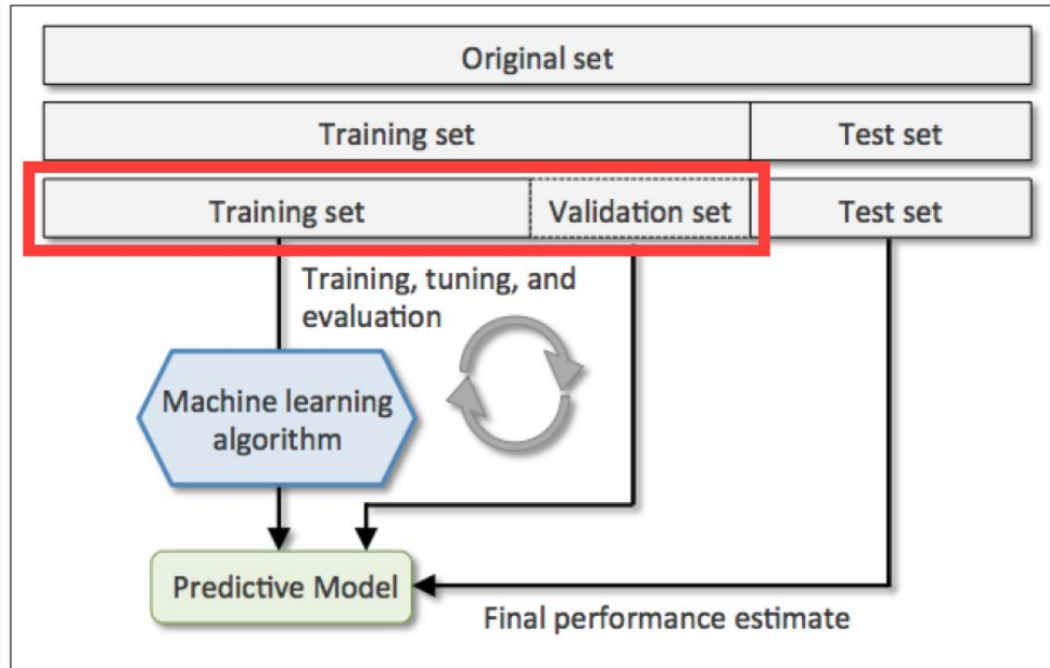 Original set
Training set
Test set
Training set
Validation set
Test set
Training, tuning, and
evaluation
Machine learning
algorithm
Predictive Model
Final performance estimate